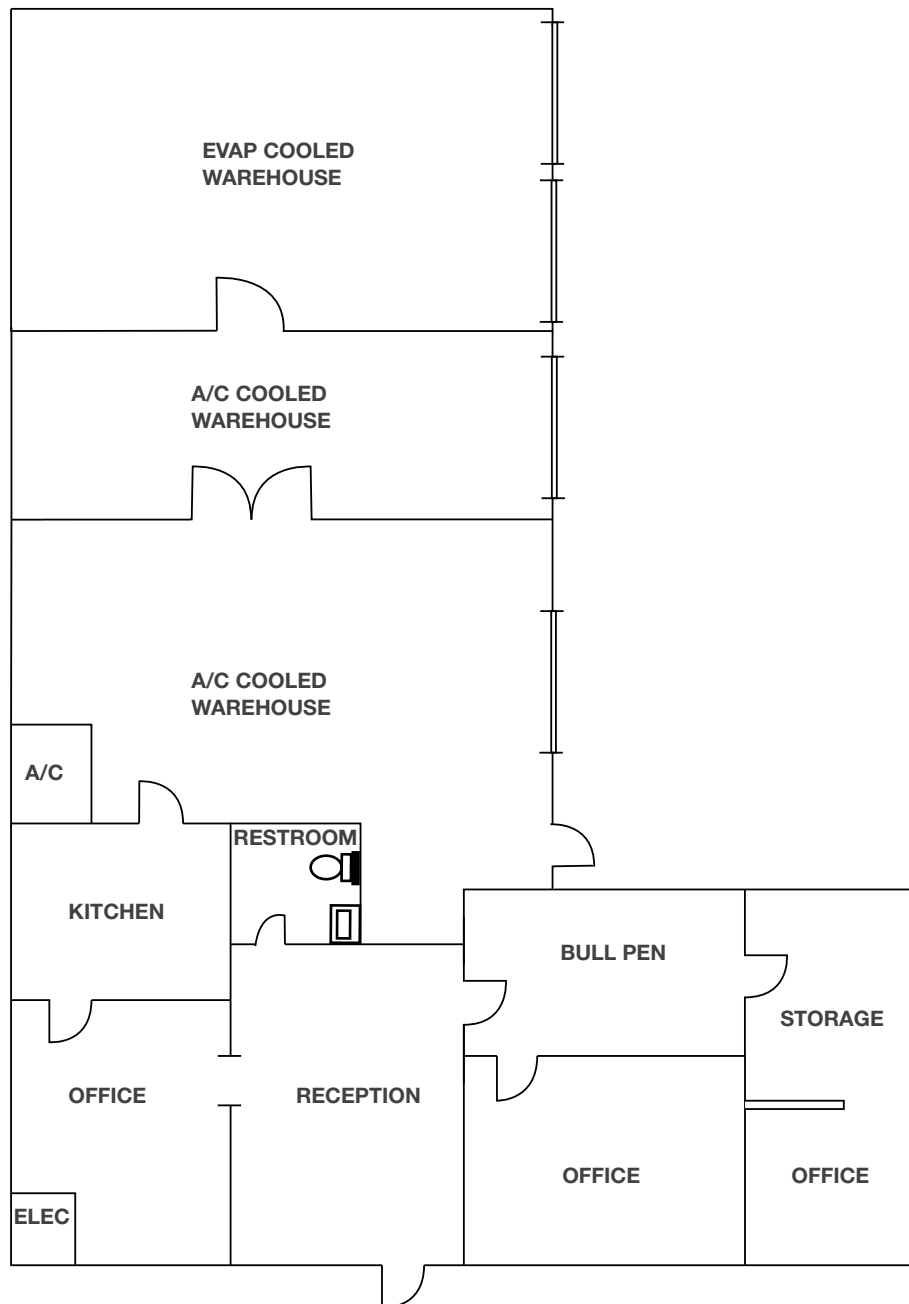 EVAP COOLED
WAREHOUSE
A/C COOLED
WAREHOUSE
A/C COOLED
WAREHOUSE
A/C
RESTROOM
KITCHEN
BULL PEN
STORAGE
OFFICE
RECEPTION
OFFICE
OFFICE
ELEC